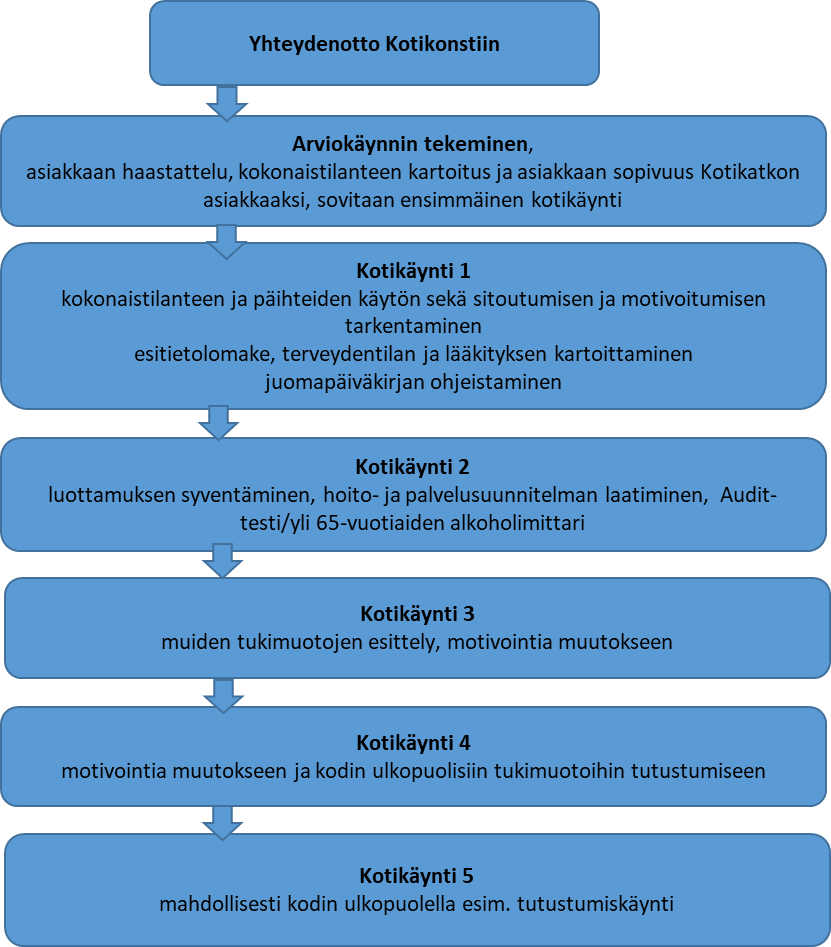 Yhteydenotto Kotikonstiin
Arviokäynnin tekeminen,
asiakkaan haastattelu, kokonaistilanteen kartoitus ja asiakkaan sopivuus Kotikatkon
asiakkaaksi, sovitaan ensimmäinen kotikäynti
Kotikäynti 1
kokonaistilanteen ja päihteiden käytön sekä sitoutumisen ja motivoitumisen
tarkentaminen
esitietolomake, terveydentilan ja lääkityksen kartoittaminen
juomapäiväkirjan ohjeistaminen
Kotikäynti 2
luottamuksen syventäminen, hoito- ja palvelusuunnitelman laatiminen, Audit-
testi/yli 65-vuotiaiden alkoholimittari
Kotikäynti 3
muiden tukimuotojen esittely, motivointia muutokseen
Kotikäynti 4
motivointia muutokseen ja kodin ulkopuolisiin tukimuotoihin tutustumiseen
Kotikäynti 5
mahdollisesti kodin ulkopuolella esim. tutustumiskäynti